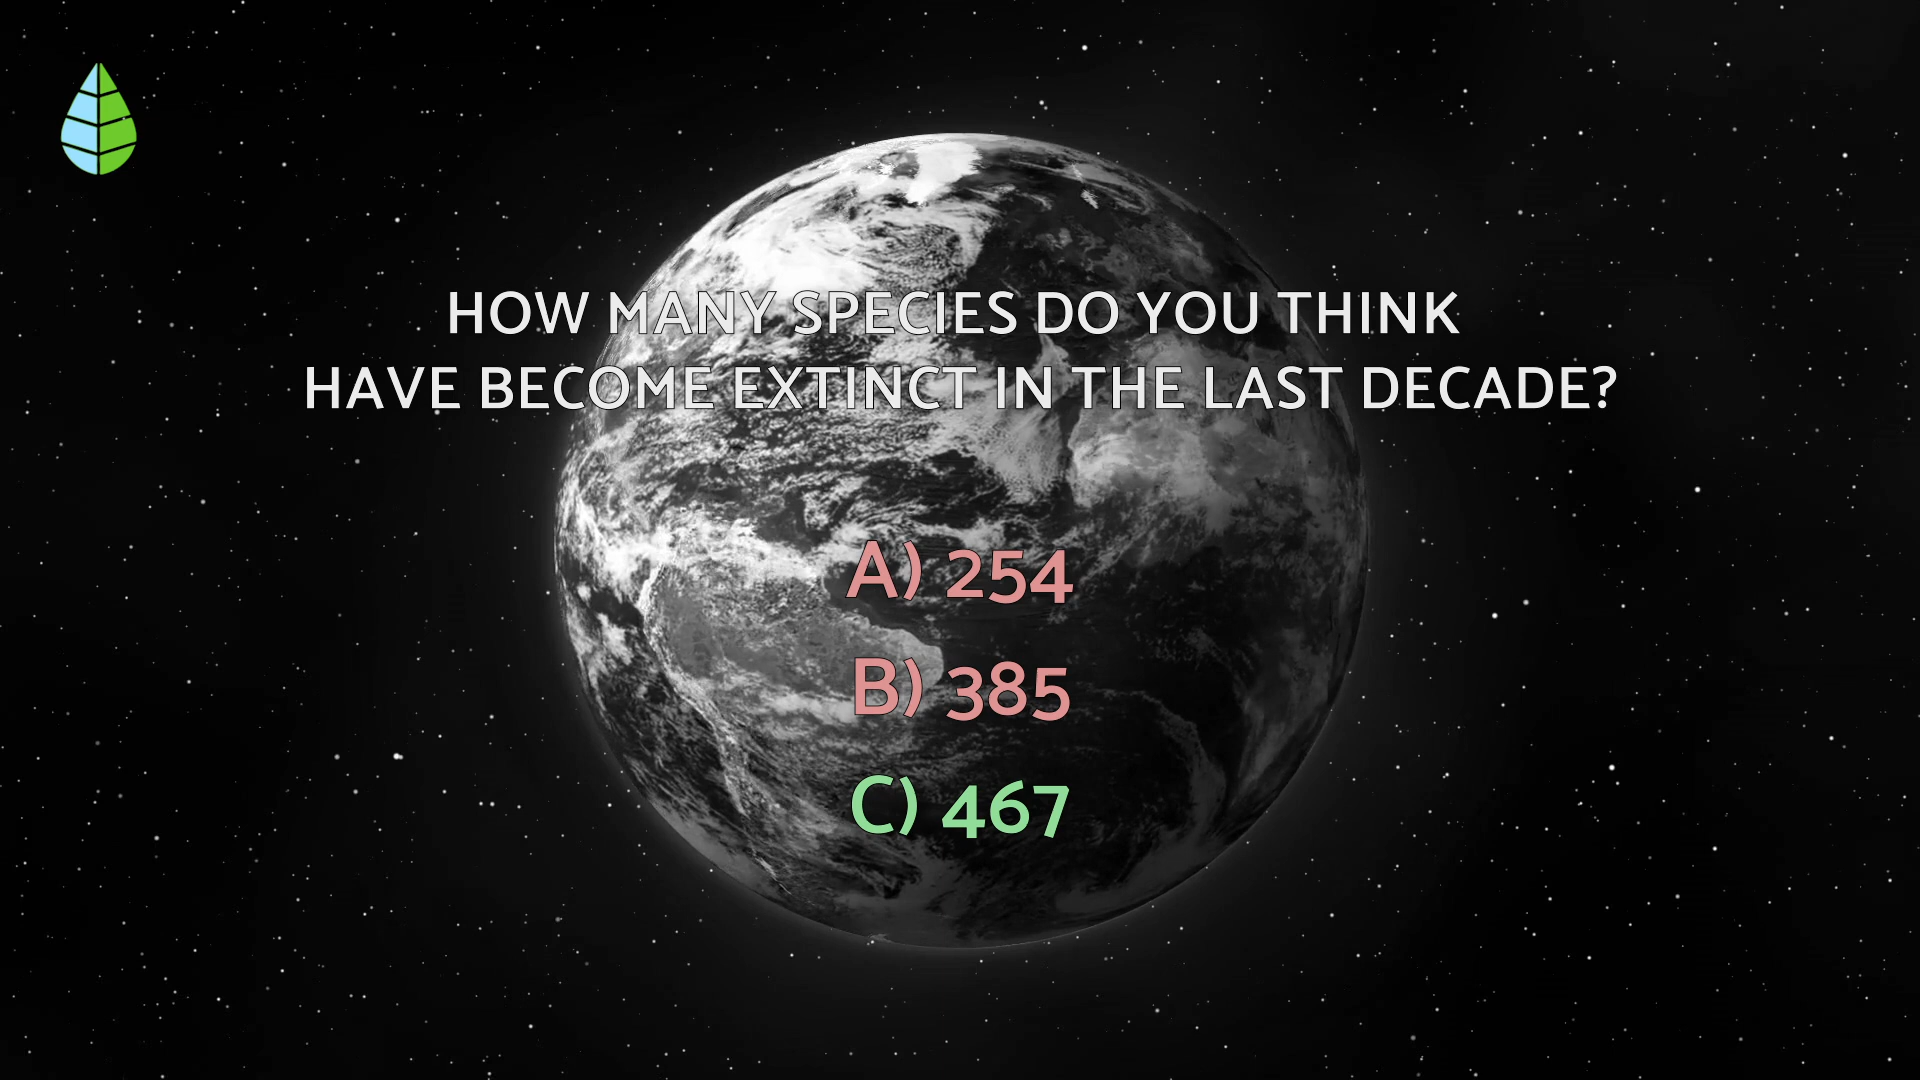 HOW MANY SPECIES DO YOU THINK
HAVE BECOME EXTINCT IN THE LAST DECADE?
A) 254
B) 385
C) 467